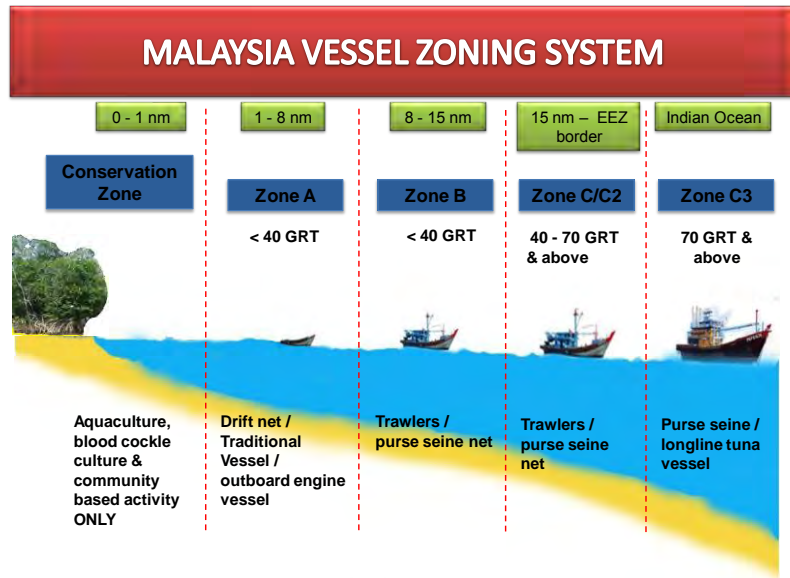 MALAYSIA VESSEL ZONING SYSTEM
0 - 1 nm
1 - 8 nm
8 - 15 nm
15 nm – EEZ
border
Indian Ocean
Conservation
Zone
Zone A
Zone B
Zone C/C2
Zone C3
< 40 GRT
< 40 GRT
40 - 70 GRT
& above
70 GRT &
above
Aquaculture,
blood cockle
culture &
community
based activity
ONLY
Drift net /
Traditional
Vessel /
outboard engine
vessel
Trawlers /
purse seine net
Trawlers /
purse seine
net
Purse seine /
longline tuna
vessel